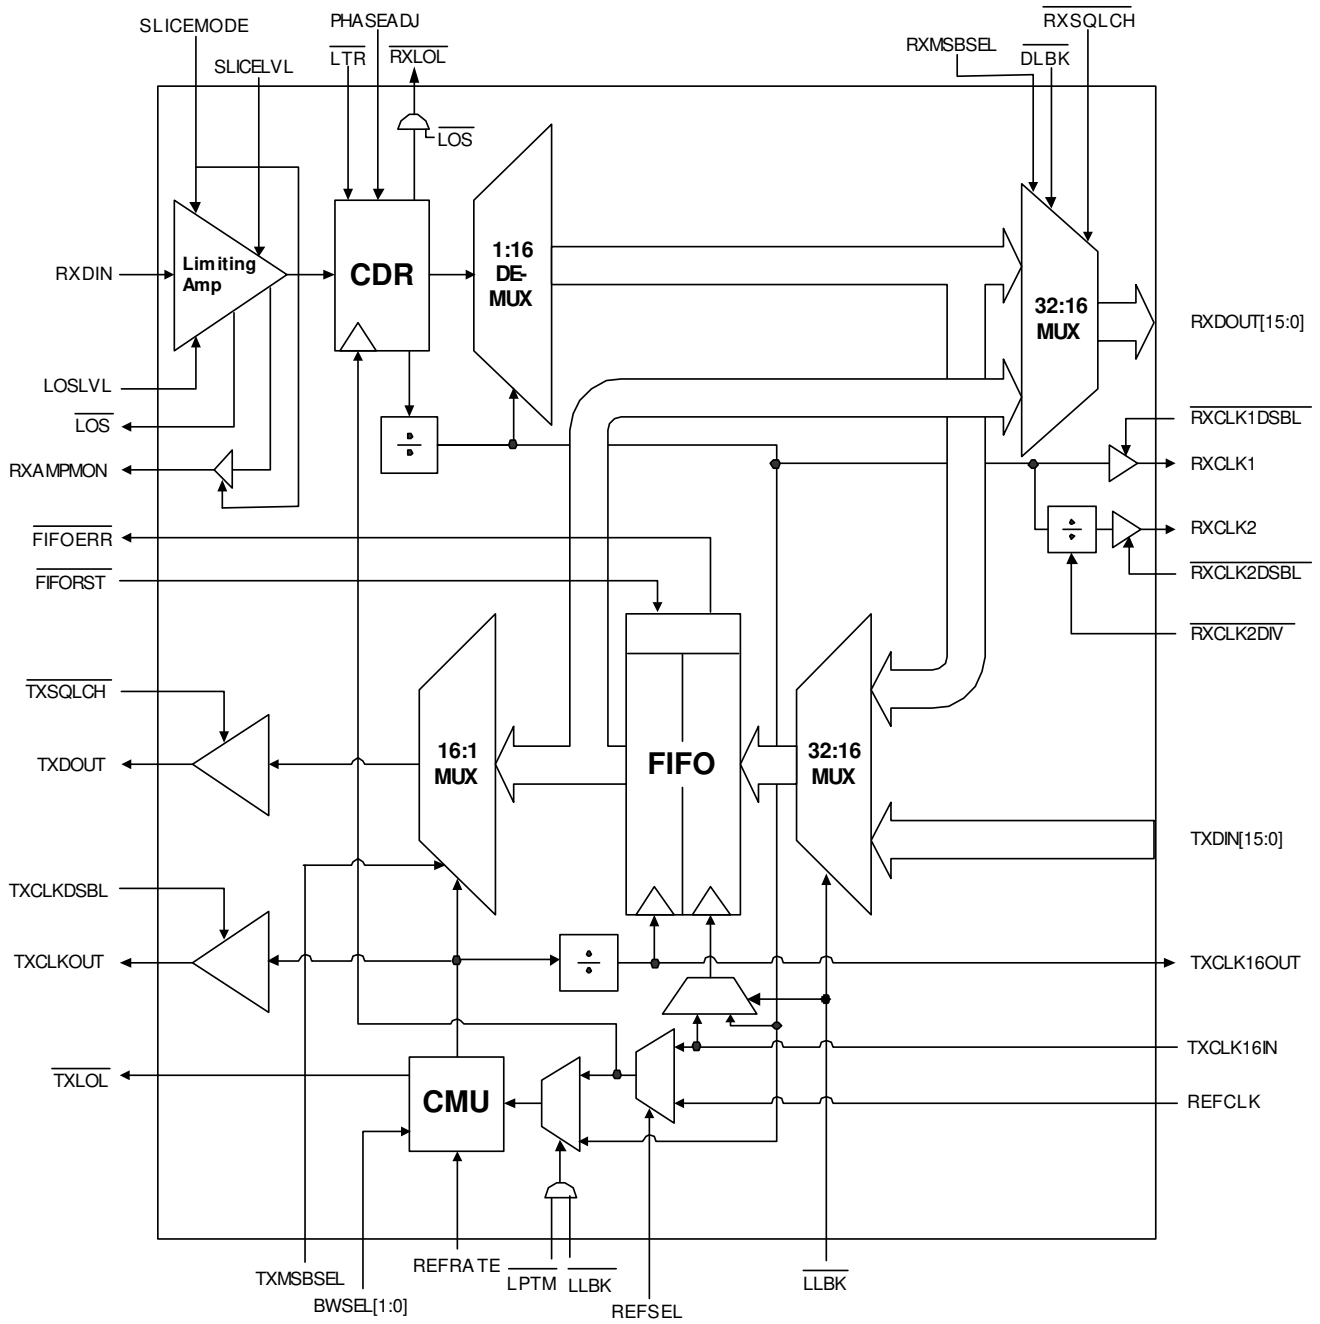 SLICEMODE
PHASEADJ
RXSQLCH
RXMSBSEL
LTR
RXLOL
DLBK
SLICELVL
LOS
1:16
DE-
MUX
Limiting
Amp
CDR
RXDIN
32:16
MUX
RXDOUT[15:0]
LOSLVL
LOS
RXCLK1DSBL
÷
RXAMPMON
RXCLK1
RXCLK2
÷
FIFOERR
RXCLK2DSBL
FIFORST
RXCLK2DIV
TXSQLCH
16:1
MUX
FIFO
32:16
MUX
TXDOUT
TXDIN[15:0]
TXCLKDSBL
TXCLKOUT
÷
TXCLK16OUT
TXCLK16IN
TXLOL
CMU
REFCLK
REFRATE
TXMSBSEL
LPTM
LLBK
LLBK
BWSEL[1:0]
REFSEL